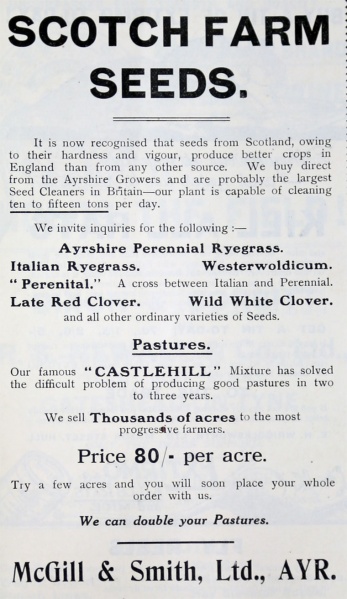 SCOTCH FARM
SEEDS.
It is now recognised that seeds from Scotland, owing
to their hardness and vigour, produce better crops in
England than from any other source. We buy direct
from the Ayrshire Growers and are probably the largest
Seed Cleaners in Britain—our plant is capable of cleaning
ten to fifteen tons per day.
We invite inquiries for the following :—
Ayrshire Perennial Ryegrass.
Italian Ryegrass. Westerwoldicum.
"Perenital." A cross between Italian and Perennial.
Late Red Clover. Wild White Clover.
and all other ordinary varieties of Seeds.
Pastures.
Our famous "CASTLEHILL" Mixture has solved
the difficult problem of producing good pastures in two
to three years.
We sell Thousands of acres to the most
progressive farmers.
Price 80/- per acre.
Try a few acres and you will soon place your whole
order with us.
We can double your Pastures.
McGill & Smith, Ltd., AYR.